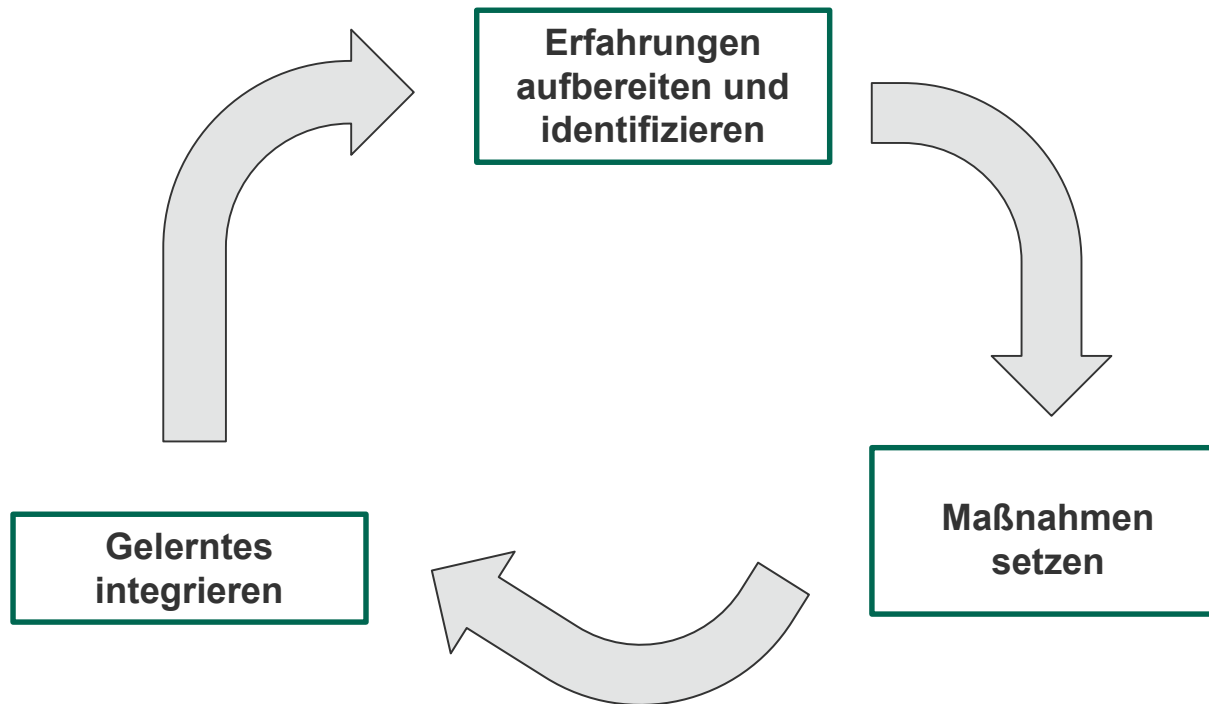 Erfahrungen
aufbereiten und
identifizieren
Maßnahmen
setzen
Gelerntes
integrieren